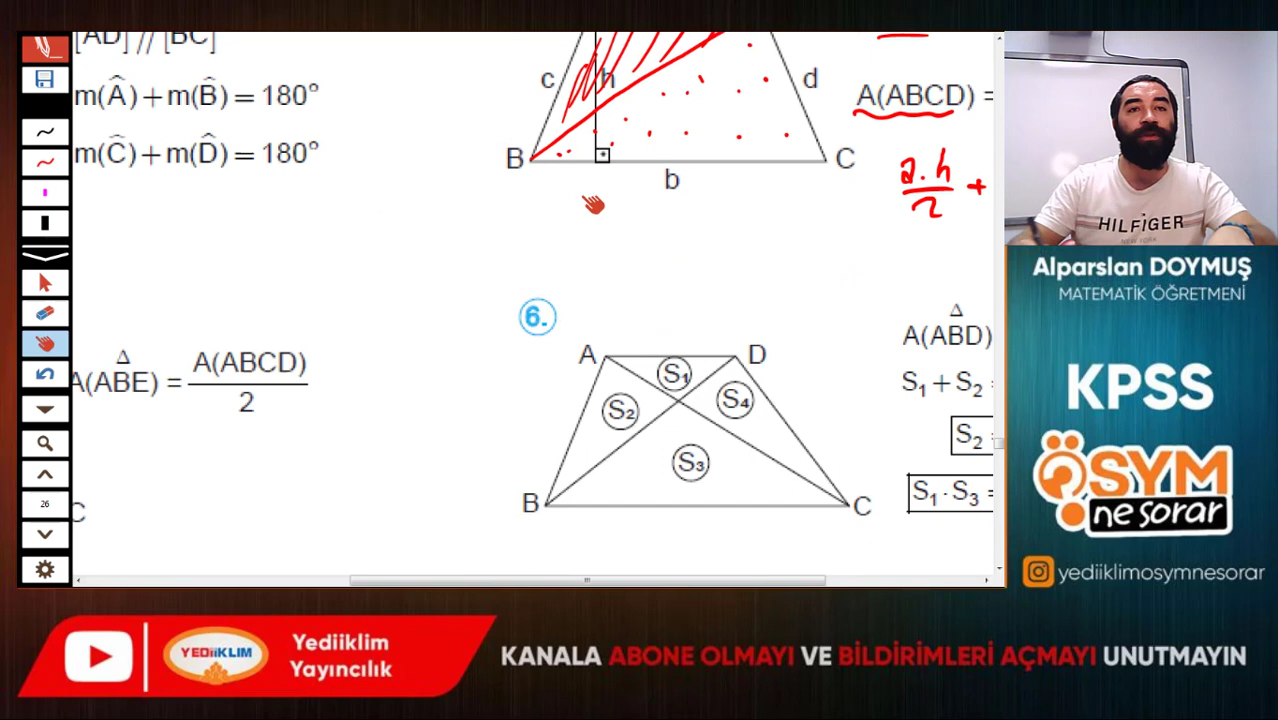 [AD] // [BC]
m(Â)+m(B̂) = 180°
m(Ĉ)+m(D̂) = 180°
c
h
d
B
C
b
A(ABCD) =
a.h/2 +
6.
A
D
S₁
S₂
S₄
S₃
B
C
Δ
A(ABE) = A(ABCD)/2
C
Δ
A(ABD)
S₁ + S₂ =
S₂ =
S₁ · S₃ =
26
HILFIGER
NEW YORK
Alparslan DOYMUŞ
MATEMATİK ÖĞRETMENİ
KPSS
ÖSYM
ne sorar
yediiklimosymnesorar
YEDİİKLİM
Yediiklim
Yayıncılık
KANALA ABONE OLMAYI VE BİLDİRİMLERİ AÇMAYI UNUTMAYIN